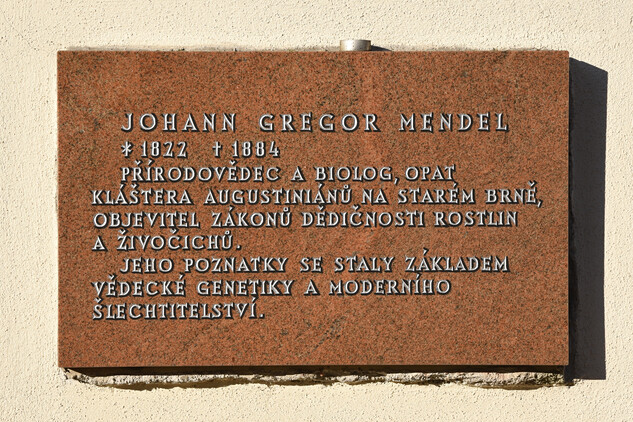 JOHANN GREGOR MENDEL
* 1822 † 1884
PŘÍRODOVĚDEC A BIOLOG, OPAT
KLÁŠTERA AUGUSTINIÁNŮ NA STARÉM BRNĚ,
OBJEVITEL ZÁKONŮ DĚDIČNOSTI ROSTLIN
A ŽIVOČICHŮ.
JEHO POZNATKY SE STALY ZÁKLADEM
VĚDECKÉ GENETIKY A MODERNÍHO
ŠLECHTITELSTVÍ.